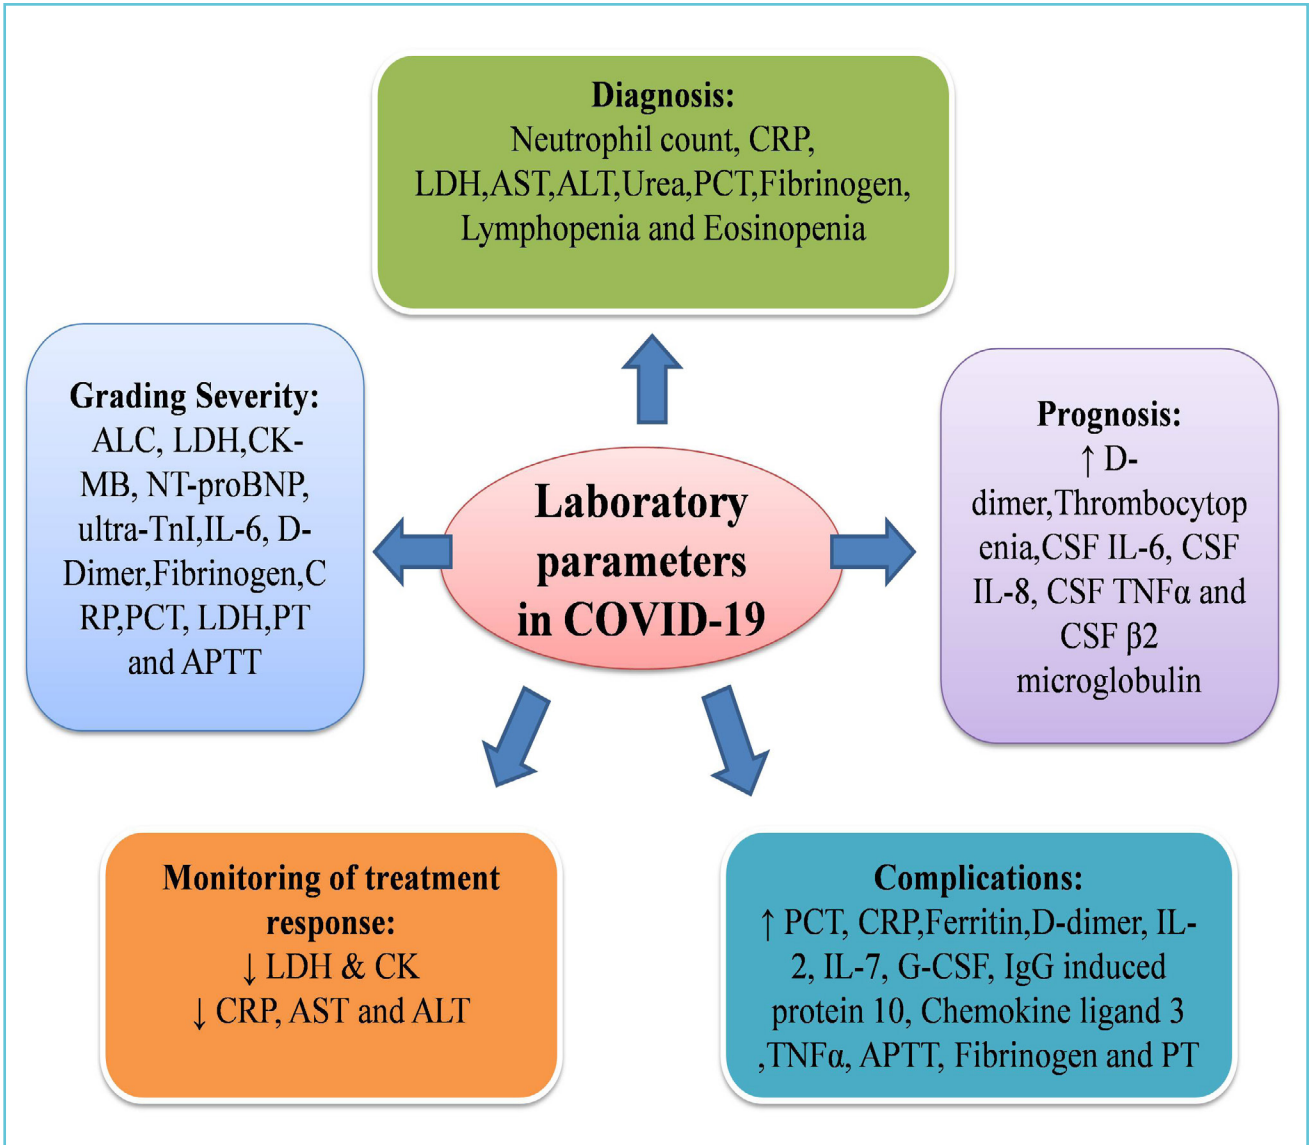 Diagnosis:
Neutrophil count, CRP,
LDH,AST,ALT,Urea,PCT,Fibrinogen,
Lymphopenia and Eosinopenia
Grading Severity:
ALC, LDH,CK-
MB, NT-proBNP,
ultra-TnI,IL-6, D-
Dimer,Fibrinogen,C
RP,PCT, LDH,PT
and APTT
Laboratory
parameters
in COVID-19
Prognosis:
↑ D-
dimer,Thrombocytop
enia,CSF IL-6, CSF
IL-8, CSF TNFα and
CSF β2
microglobulin
Monitoring of treatment
response:
↓ LDH & CK
↓ CRP, AST and ALT
Complications:
↑ PCT, CRP,Ferritin,D-dimer, IL-
2, IL-7, G-CSF, IgG induced
protein 10, Chemokine ligand 3
,TNFα, APTT, Fibrinogen and PT